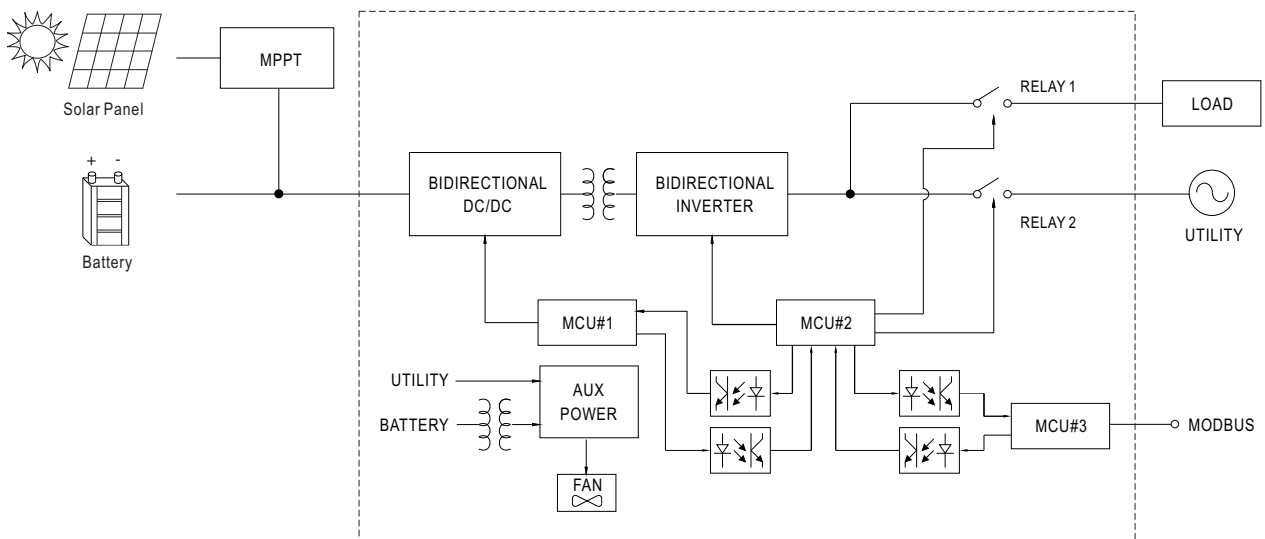 MPPT
Solar Panel
RELAY 1
LOAD
+ -
BIDIRECTIONAL
DC/DC
BIDIRECTIONAL
INVERTER
RELAY 2
UTILITY
Battery
MCU#1
MCU#2
UTILITY
BATTERY
AUX
POWER
MCU#3
MODBUS
FAN